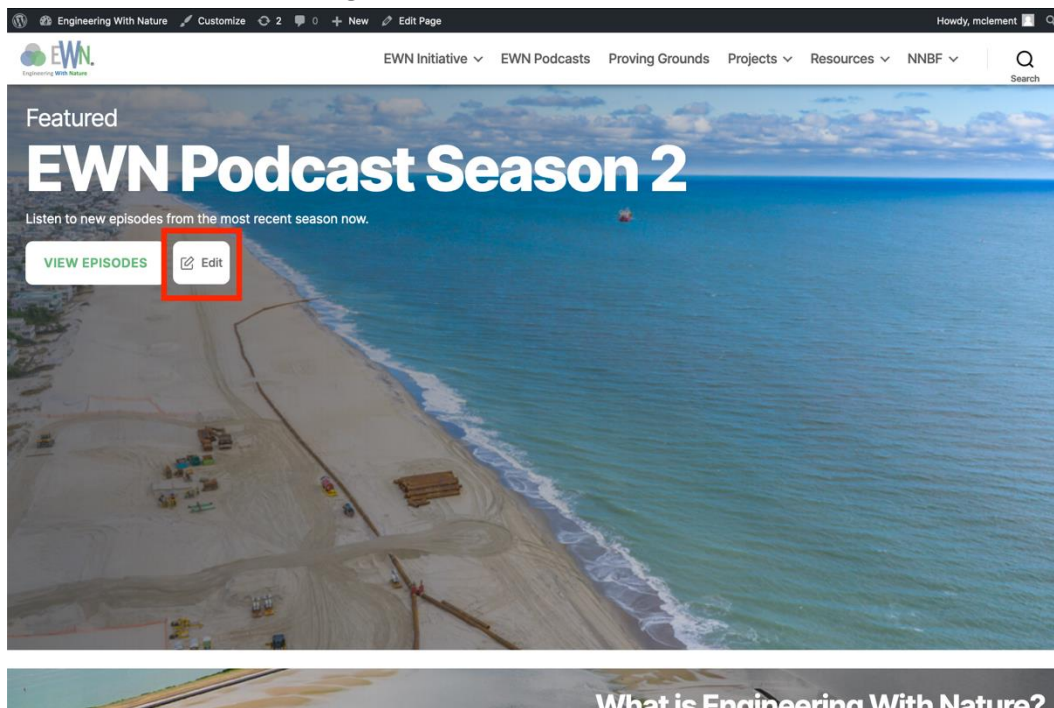 Engineering With Nature Customize 2 0 + New Edit Page Howdy, mclement
EWN.
Engineering With Nature
EWN Initiative EWN Podcasts Proving Grounds Projects Resources NNBF Search
Featured
EWN Podcast Season 2
Listen to new episodes from the most recent season now.
VIEW EPISODES Edit
What is Engineering With Nature?